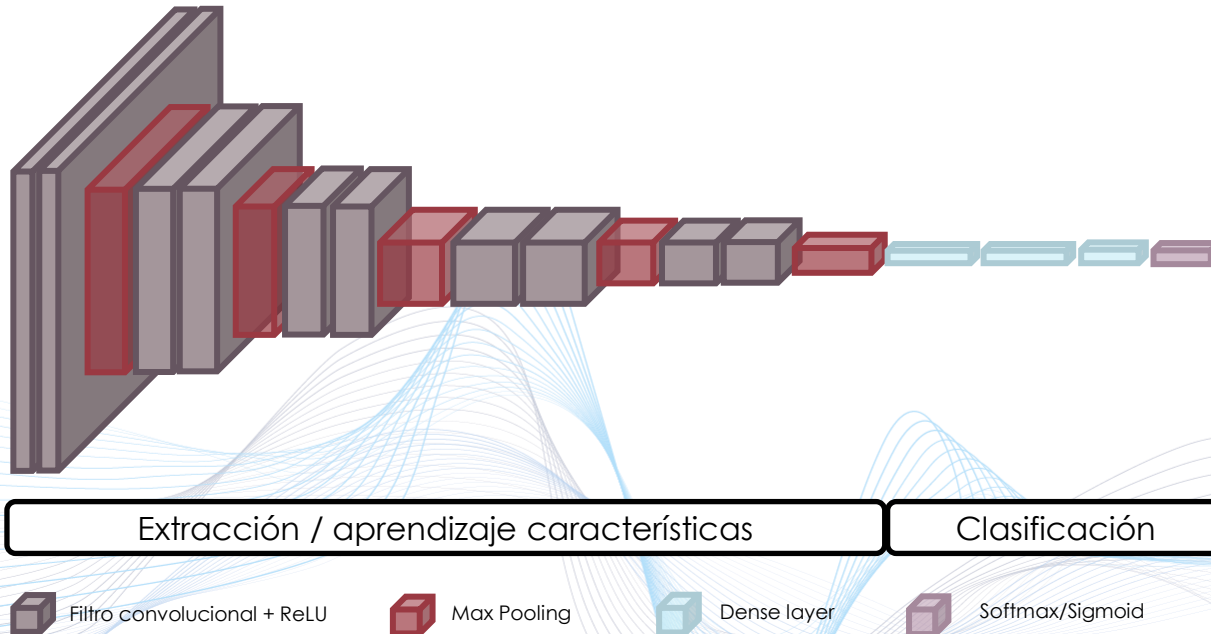 Extracción / aprendizaje características
Clasificación
Filtro convolucional + ReLU
Max Pooling
Dense layer
Softmax/Sigmoid